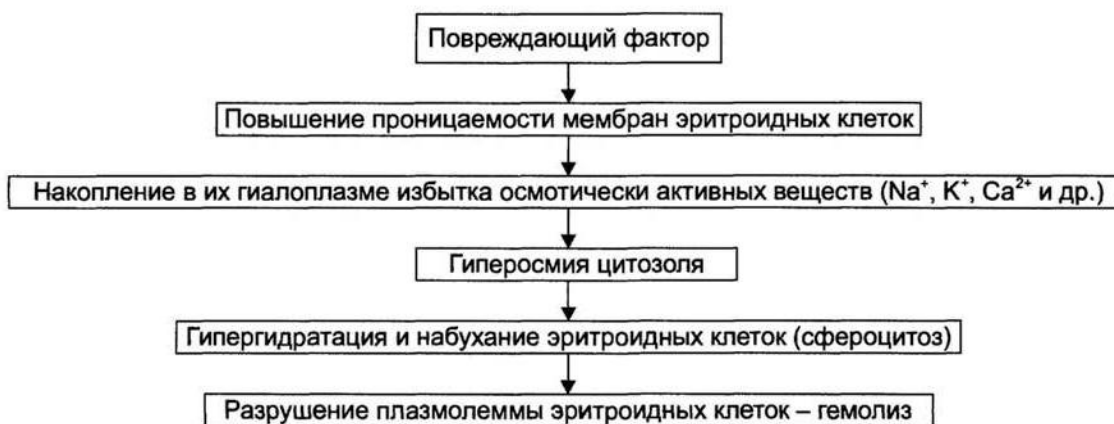 Повреждающий фактор
Повышение проницаемости мембран эритроидных клеток
Накопление в их гиалоплазме избытка осмотически активных веществ (Na⁺, K⁺, Ca²⁺ и др.)
Гиперосмия цитозоля
Гипергидратация и набухание эритроидных клеток (сфероцитоз)
Разрушение плазмолеммы эритроидных клеток – гемолиз